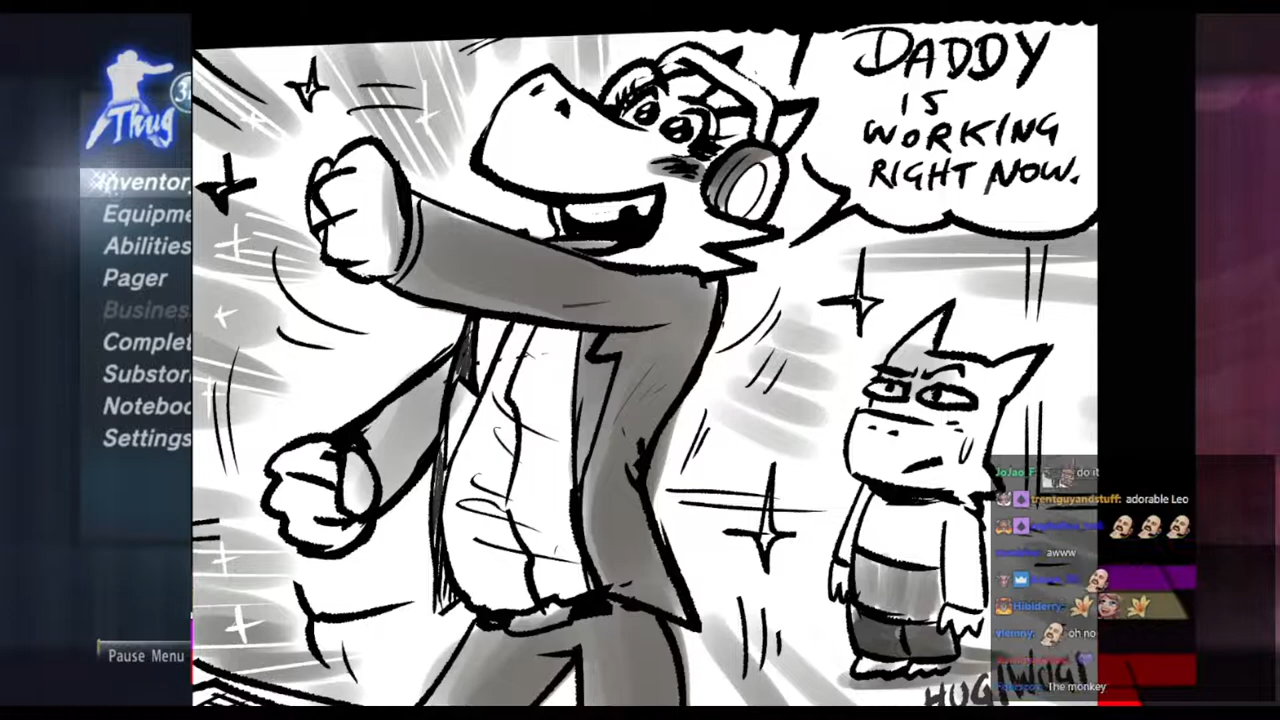 Thug
Inventor
Equipme
Abilities
Pager
Busines
Complet
Substor
Noteboo
Settings
Pause Menu
DADDY
IS
WORKING
RIGHT NOW.
do it
trentguyandstuff: adorable Leo
awww
Hibiderry:
oh no
The monkey